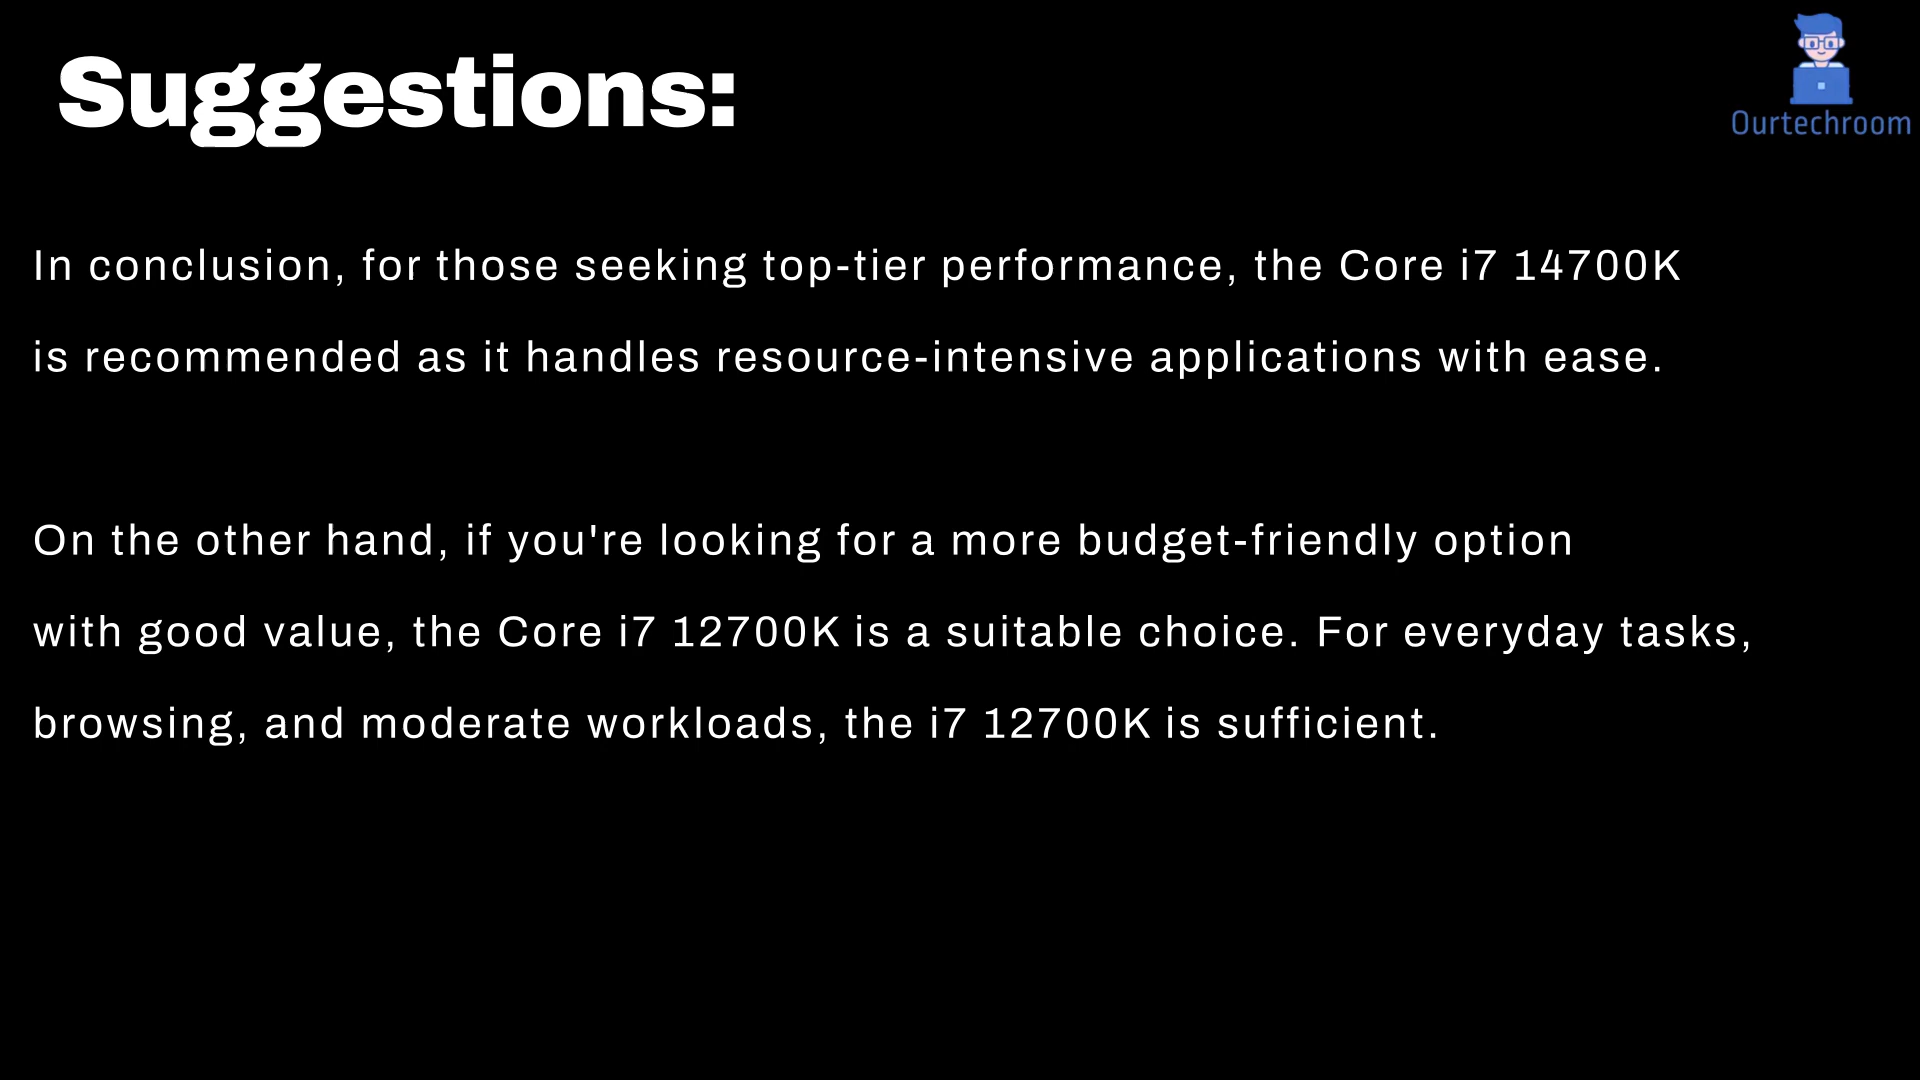 Suggestions:
Ourtechroom
In conclusion, for those seeking top-tier performance, the Core i7 14700K
is recommended as it handles resource-intensive applications with ease.
On the other hand, if you're looking for a more budget-friendly option
with good value, the Core i7 12700K is a suitable choice. For everyday tasks,
browsing, and moderate workloads, the i7 12700K is sufficient.